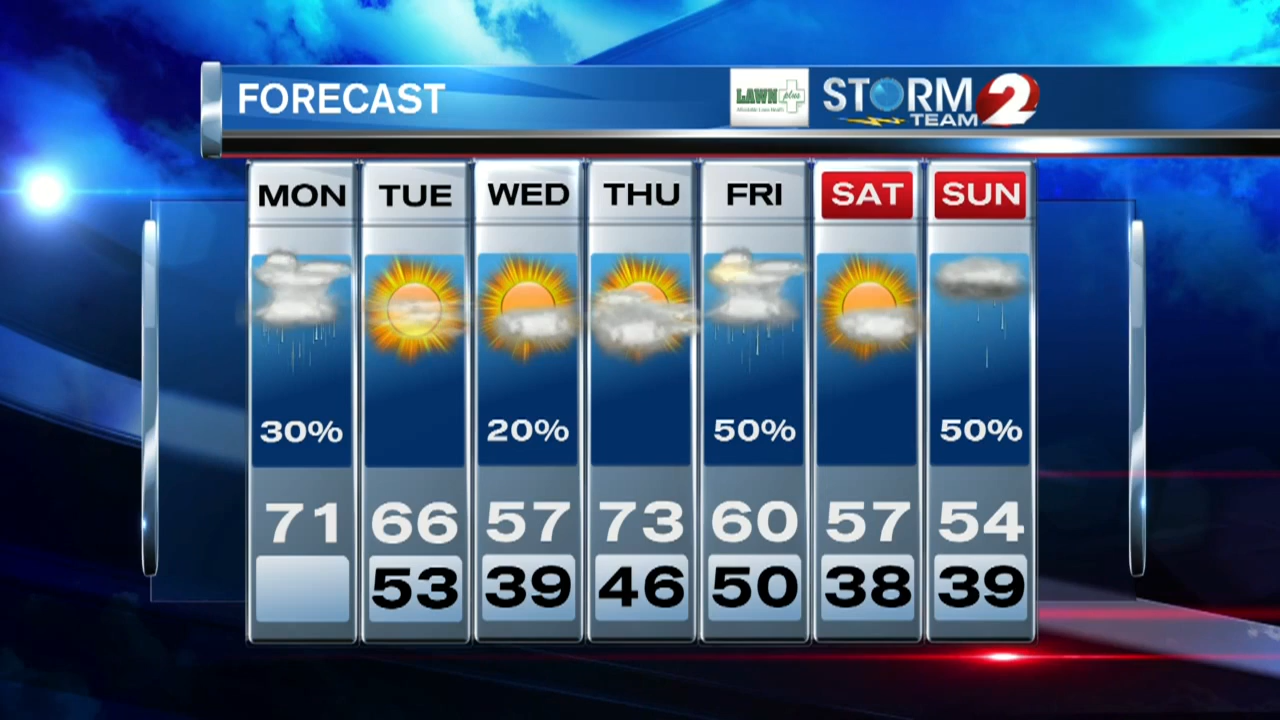 FORECAST
LAWN plus
STORM
TEAM 2
MON TUE WED THU FRI SAT SUN
30% 20% 50% 50%
71 66 57 73 60 57 54
53 39 46 50 38 39